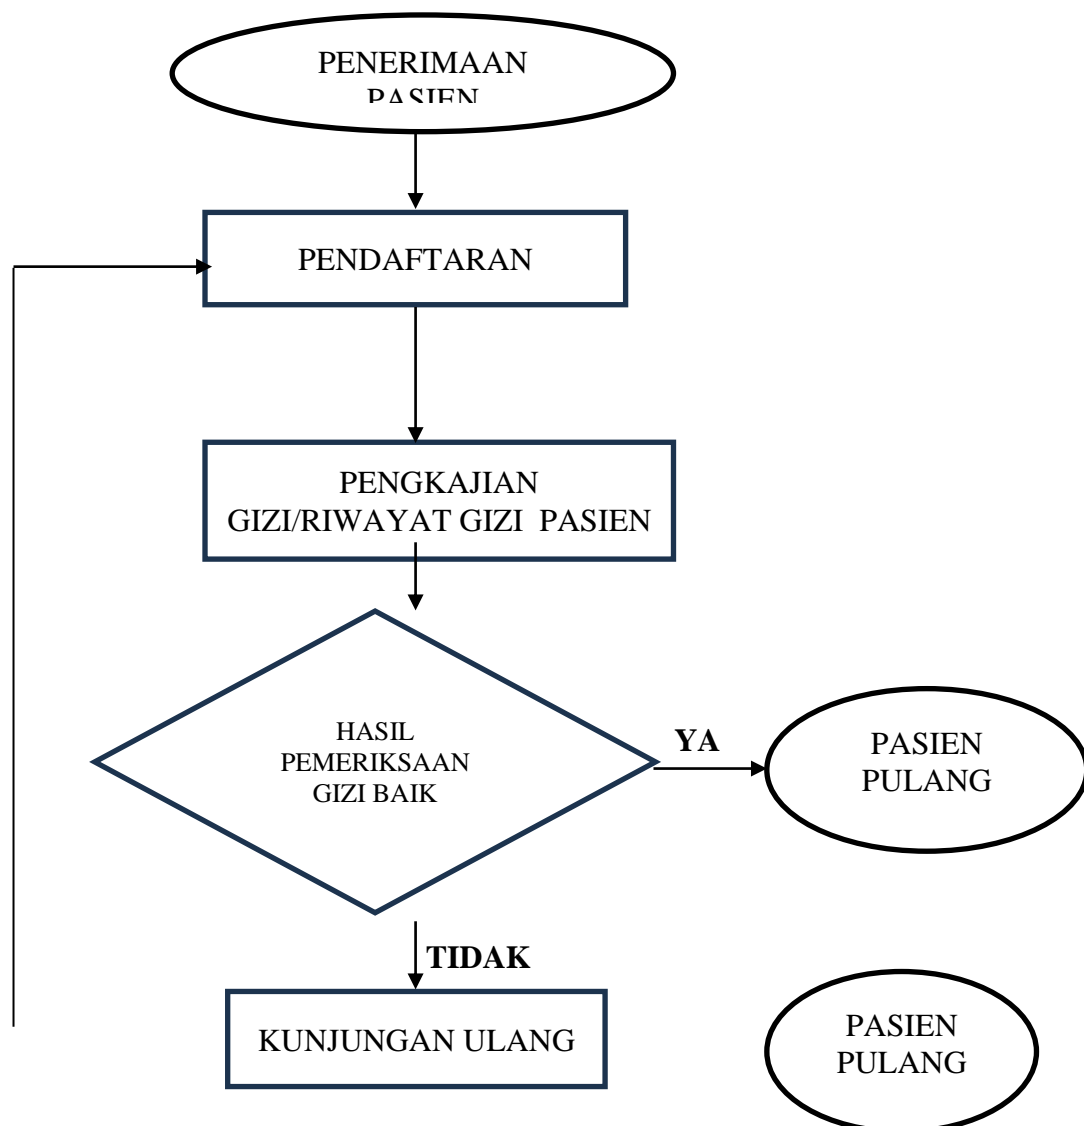 PENERIMAAN
PASIEN
PENDAFTARAN
PENGKAJIAN
GIZI/RIWAYAT GIZI PASIEN
HASIL
PEMERIKSAAN
GIZI BAIK
YA
PASIEN
PULANG
TIDAK
KUNJUNGAN ULANG
PASIEN
PULANG